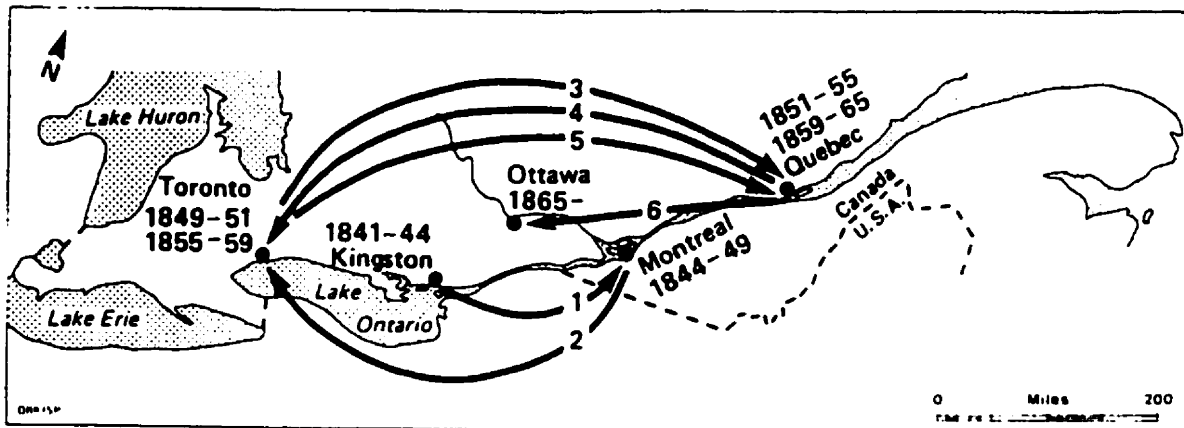 N
Lake Huron
3
4
5
1851-55
1859-65
Quebec
Toronto
1849-51
1855-59
Ottawa
1865-
6
Canada
U.S.A.
1841-44
Kingston
Montreal
1844-49
Lake
Ontario
1
2
Lake Erie
0 Miles 200